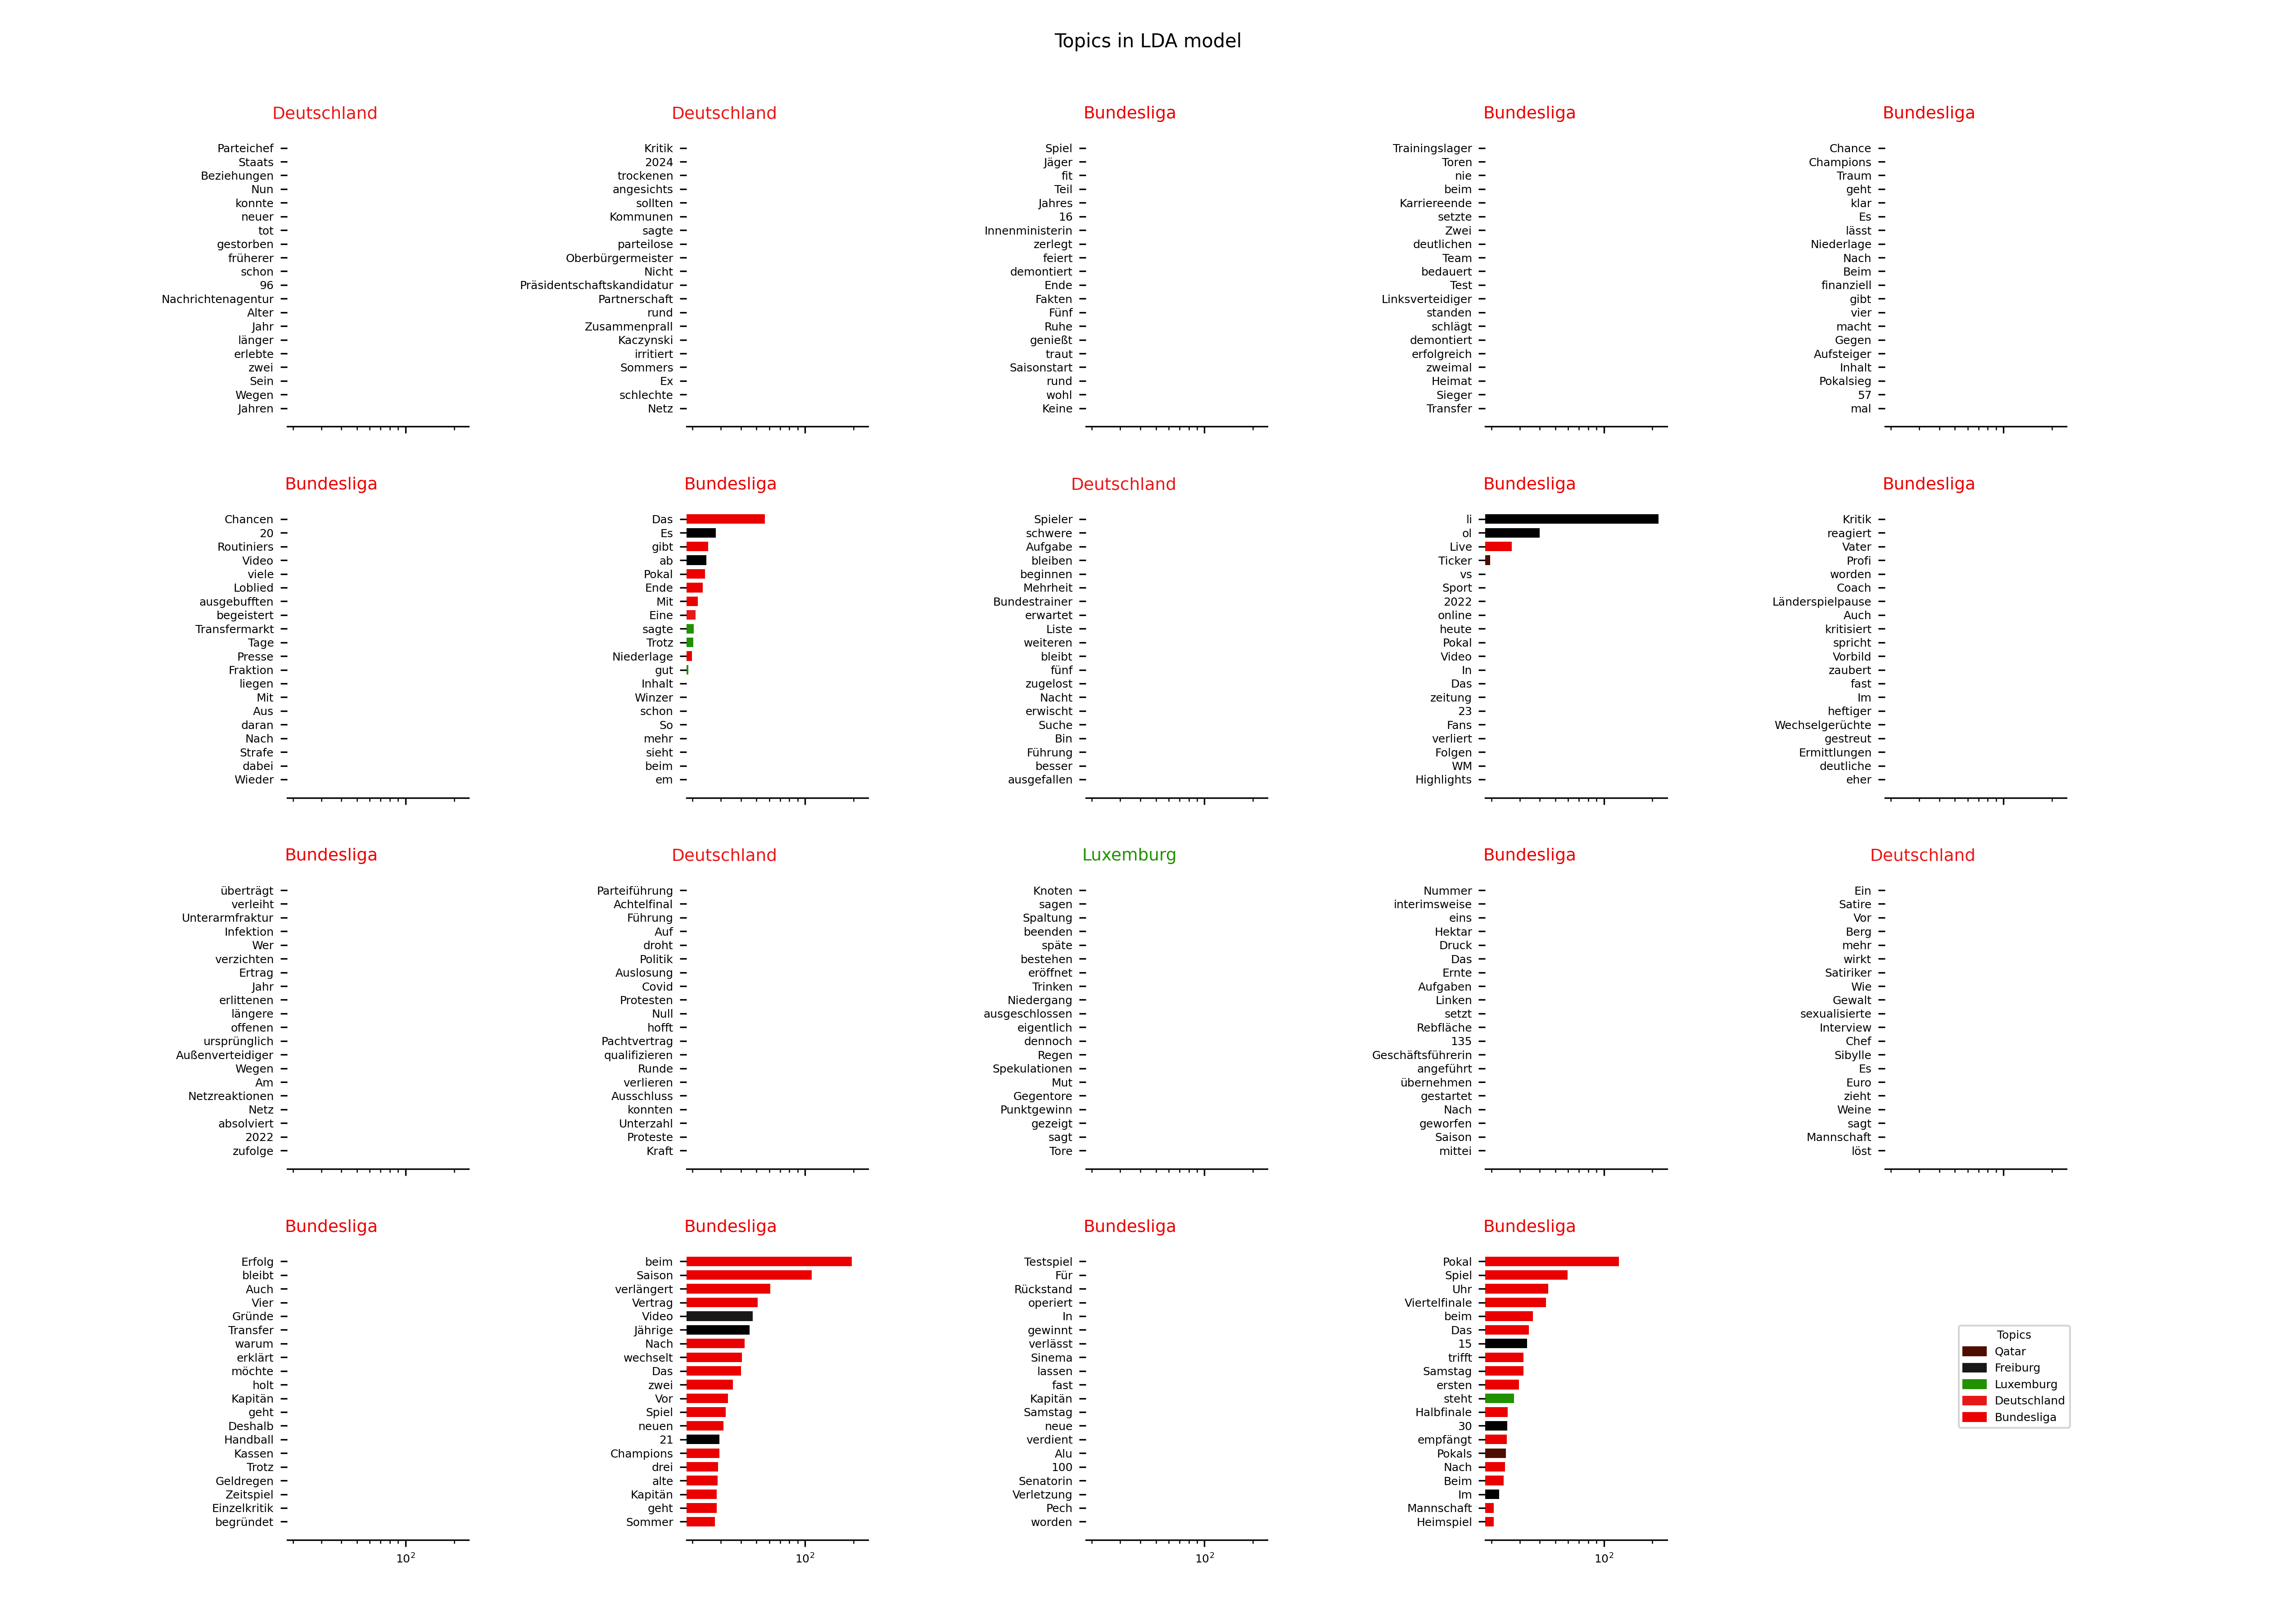 Topics in LDA model
Deutschland
Parteichef
Staats
Beziehungen
Nun
konnte
neuer
tot
gestorben
früherer
schon
96
Nachrichtenagentur
Alter
Jahr
länger
erlebte
zwei
Sein
Wegen
Jahren
Deutschland
Kritik
2024
trockenen
angesichts
sollten
Kommunen
sagte
parteilose
Oberbürgermeister
Nicht
Präsidentschaftskandidatur
Partnerschaft
rund
Zusammenprall
Kaczynski
irritiert
Sommers
Ex
schlechte
Netz
Bundesliga
Spiel
Jäger
fit
Teil
Jahres
16
Innenministerin
zerlegt
feiert
demontiert
Ende
Fakten
Fünf
Ruhe
genießt
traut
Saisonstart
rund
wohl
Keine
Bundesliga
Trainingslager
Toren
nie
beim
Karriereende
setzte
Zwei
deutlichen
Team
bedauert
Test
Linksverteidiger
standen
schlägt
demontiert
erfolgreich
zweimal
Heimat
Sieger
Transfer
Bundesliga
Chance
Champions
Traum
geht
klar
Es
lässt
Niederlage
Nach
Beim
finanziell
gibt
vier
macht
Gegen
Aufsteiger
Inhalt
Pokalsieg
57
mal
Bundesliga
Chancen
20
Routiniers
Video
viele
Loblied
ausgebufften
begeistert
Transfermarkt
Tage
Presse
Fraktion
liegen
Mit
Aus
daran
Nach
Strafe
dabei
Wieder
Bundesliga
Das
Es
gibt
ab
Pokal
Ende
Mit
Eine
sagte
Trotz
Niederlage
gut
Inhalt
Winzer
schon
So
mehr
sieht
beim
em
Deutschland
Spieler
schwere
Aufgabe
bleiben
beginnen
Mehrheit
Bundestrainer
erwartet
Liste
weiteren
bleibt
fünf
zugelost
Nacht
erwischt
Suche
Bin
Führung
besser
ausgefallen
Bundesliga
li
ol
Live
Ticker
vs
Sport
2022
online
heute
Pokal
Video
In
Das
zeitung
23
Fans
verliert
Folgen
WM
Highlights
Bundesliga
Kritik
reagiert
Vater
Profi
worden
Coach
Länderspielpause
Auch
kritisiert
spricht
Vorbild
zaubert
fast
Im
heftiger
Wechselgerüchte
gestreut
Ermittlungen
deutliche
eher
Bundesliga
überträgt
verleiht
Unterarmfraktur
Infektion
Wer
verzichten
Ertrag
Jahr
erlittenen
längere
offenen
ursprünglich
Außenverteidiger
Wegen
Am
Netzreaktionen
Netz
absolviert
2022
zufolge
Deutschland
Parteiführung
Achtelfinal
Führung
Auf
droht
Politik
Auslosung
Covid
Protesten
Null
hofft
Pachtvertrag
qualifizieren
Runde
verlieren
Ausschluss
konnten
Unterzahl
Proteste
Kraft
Luxemburg
Knoten
sagen
Spaltung
beenden
späte
bestehen
eröffnet
Trinken
Niedergang
ausgeschlossen
eigentlich
dennoch
Regen
Spekulationen
Mut
Gegentore
Punktgewinn
gezeigt
sagt
Tore
Bundesliga
Nummer
interimsweise
eins
Hektar
Druck
Das
Ernte
Aufgaben
Linken
setzt
Rebfläche
135
Geschäftsführerin
angeführt
übernehmen
gestartet
Nach
geworfen
Saison
mittei
Deutschland
Ein
Satire
Vor
Berg
mehr
wirkt
Satiriker
Wie
Gewalt
sexualisierte
Interview
Chef
Sibylle
Es
Euro
zieht
Weine
sagt
Mannschaft
löst
Bundesliga
Erfolg
bleibt
Auch
Vier
Gründe
Transfer
warum
erklärt
möchte
holt
Kapitän
geht
Deshalb
Handball
Kassen
Trotz
Geldregen
Zeitspiel
Einzelkritik
begründet
10²
Bundesliga
beim
Saison
verlängert
Vertrag
Video
Jährige
Nach
wechselt
Das
zwei
Vor
Spiel
neuen
21
Champions
drei
alte
Kapitän
geht
Sommer
10²
Bundesliga
Testspiel
Für
Rückstand
operiert
In
gewinnt
verlässt
Sinema
lassen
fast
Kapitän
Samstag
neue
verdient
Alu
100
Senatorin
Verletzung
Pech
worden
10²
Bundesliga
Pokal
Spiel
Uhr
Viertelfinale
beim
Das
15
trifft
Samstag
ersten
steht
Halbfinale
30
empfängt
Pokals
Nach
Beim
Im
Mannschaft
Heimspiel
10²
Topics
Qatar
Freiburg
Luxemburg
Deutschland
Bundesliga